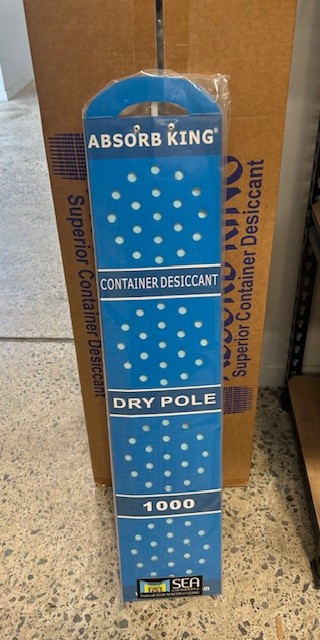 ABSORB KING®
CONTAINER DESICCANT
DRY POLE
1000
SEA
Superior Container Desiccant
ABSORB KING
Superior Container Desiccant